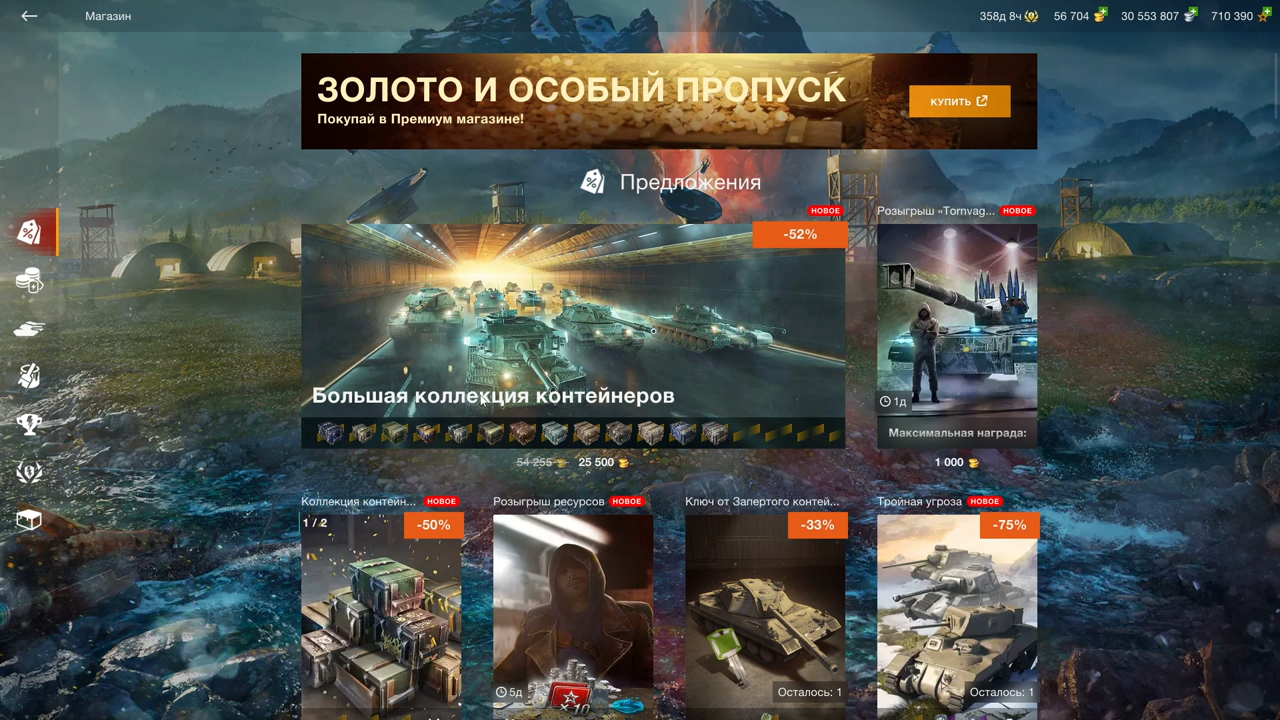 Магазин
358д 8ч
56 704
30 553 807
710 390
ЗОЛОТО И ОСОБЫЙ ПРОПУСК
Покупай в Премиум магазине!
КУПИТЬ
Предложения
НОВОЕ
-52%
Большая коллекция контейнеров
54 255
25 500
Розыгрыш «Tornvag...
НОВОЕ
1д
Максимальная награда:
1 000
Коллекция контейн...
НОВОЕ
1 / 2
-50%
Розыгрыш ресурсов
НОВОЕ
5д
x10
Ключ от Запертого контей...
-33%
Осталось: 1
Тройная угроза
НОВОЕ
-75%
Осталось: 1